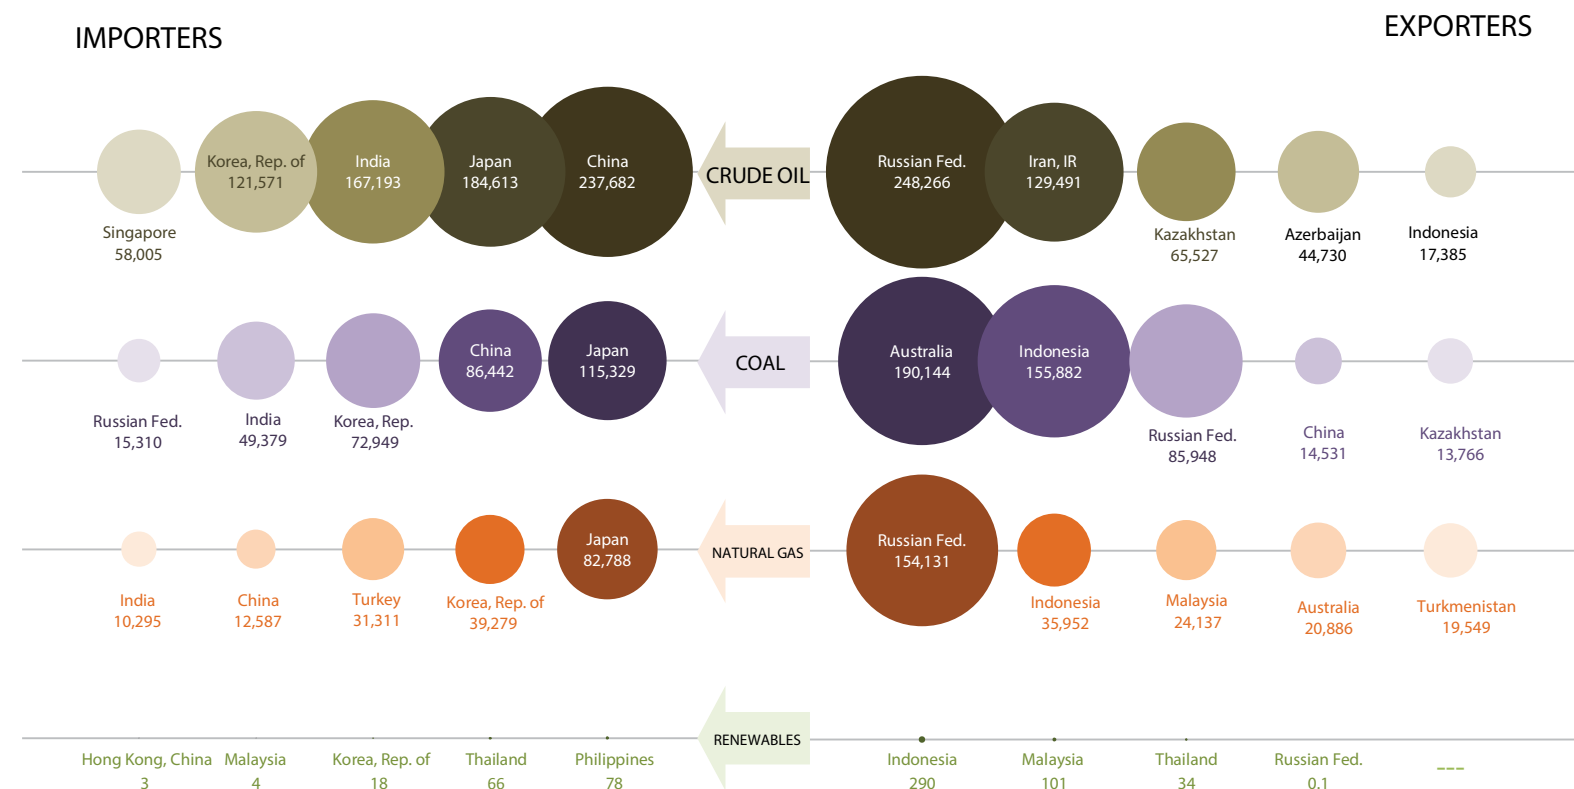 IMPORTERS
EXPORTERS
Korea, Rep. of
121,571
India
167,193
Japan
184,613
China
237,682
CRUDE OIL
Russian Fed.
248,266
Iran, IR
129,491
Singapore
58,005
Kazakhstan
65,527
Azerbaijan
44,730
Indonesia
17,385
China
86,442
Japan
115,329
COAL
Australia
190,144
Indonesia
155,882
Russian Fed.
15,310
India
49,379
Korea, Rep.
72,949
Russian Fed.
85,948
China
14,531
Kazakhstan
13,766
Japan
82,788
NATURAL GAS
Russian Fed.
154,131
India
10,295
China
12,587
Turkey
31,311
Korea, Rep. of
39,279
Indonesia
35,952
Malaysia
24,137
Australia
20,886
Turkmenistan
19,549
RENEWABLES
Hong Kong, China
3
Malaysia
4
Korea, Rep. of
18
Thailand
66
Philippines
78
Indonesia
290
Malaysia
101
Thailand
34
Russian Fed.
0.1
---